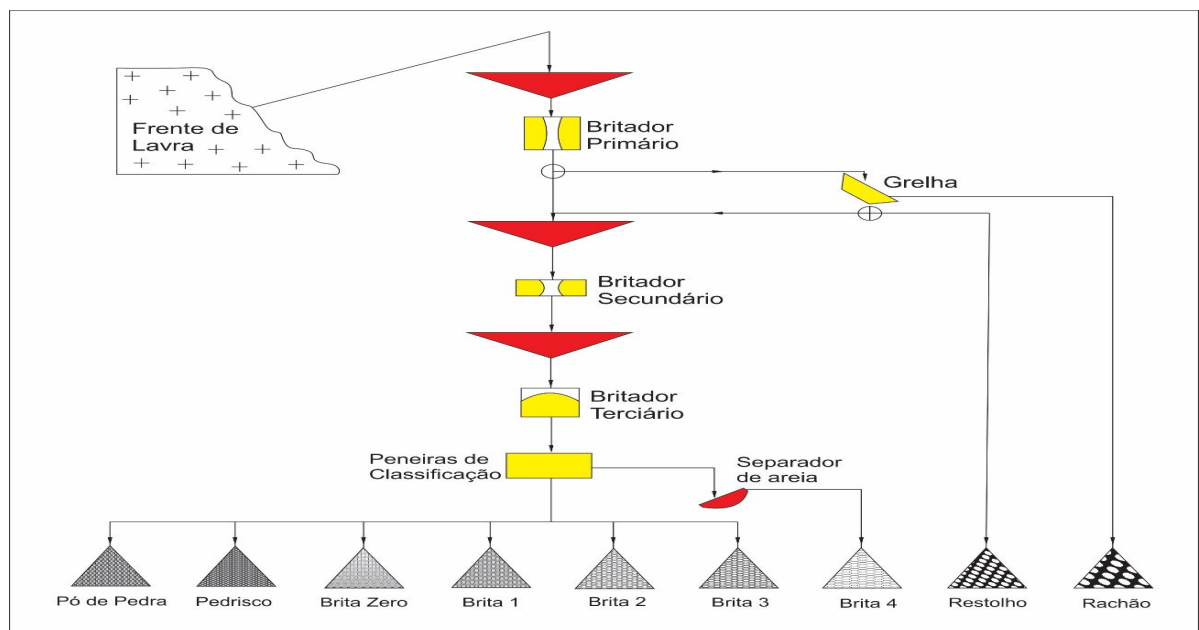 Frente de
Lavra
Britador
Primário
Grelha
Britador
Secundário
Britador
Terciário
Peneiras de
Classificação
Separador
de areia
Pó de Pedra
Pedrisco
Brita Zero
Brita 1
Brita 2
Brita 3
Brita 4
Restolho
Rachão